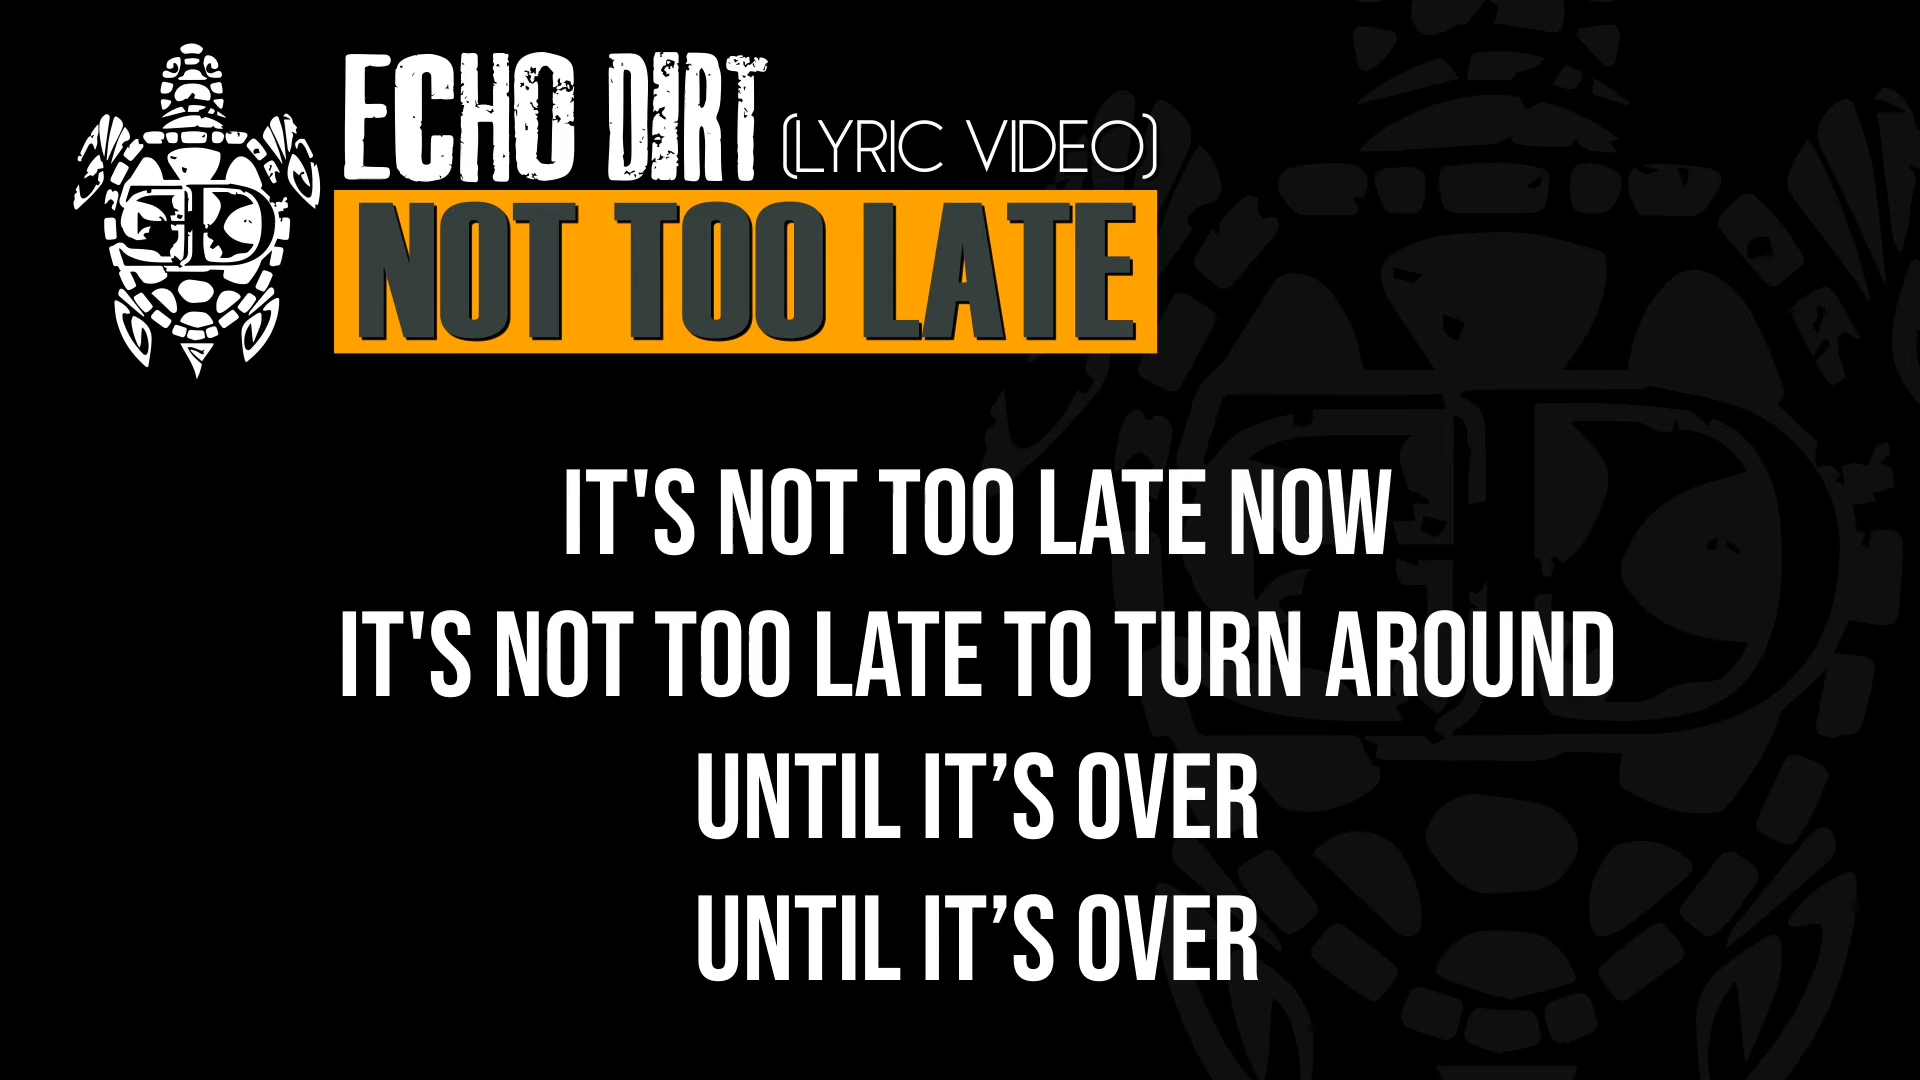 ECHO DIRT (LYRIC VIDEO)
NOT TOO LATE
IT'S NOT TOO LATE NOW
IT'S NOT TOO LATE TO TURN AROUND
UNTIL IT’S OVER
UNTIL IT’S OVER